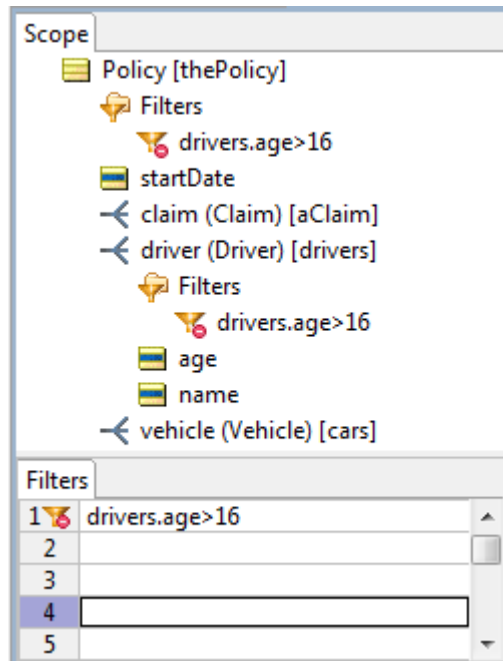 Scope
Policy [thePolicy]
Filters
drivers.age>16
startDate
claim (Claim) [aClaim]
driver (Driver) [drivers]
Filters
drivers.age>16
age
name
vehicle (Vehicle) [cars]
Filters
1 drivers.age>16
2
3
4
5